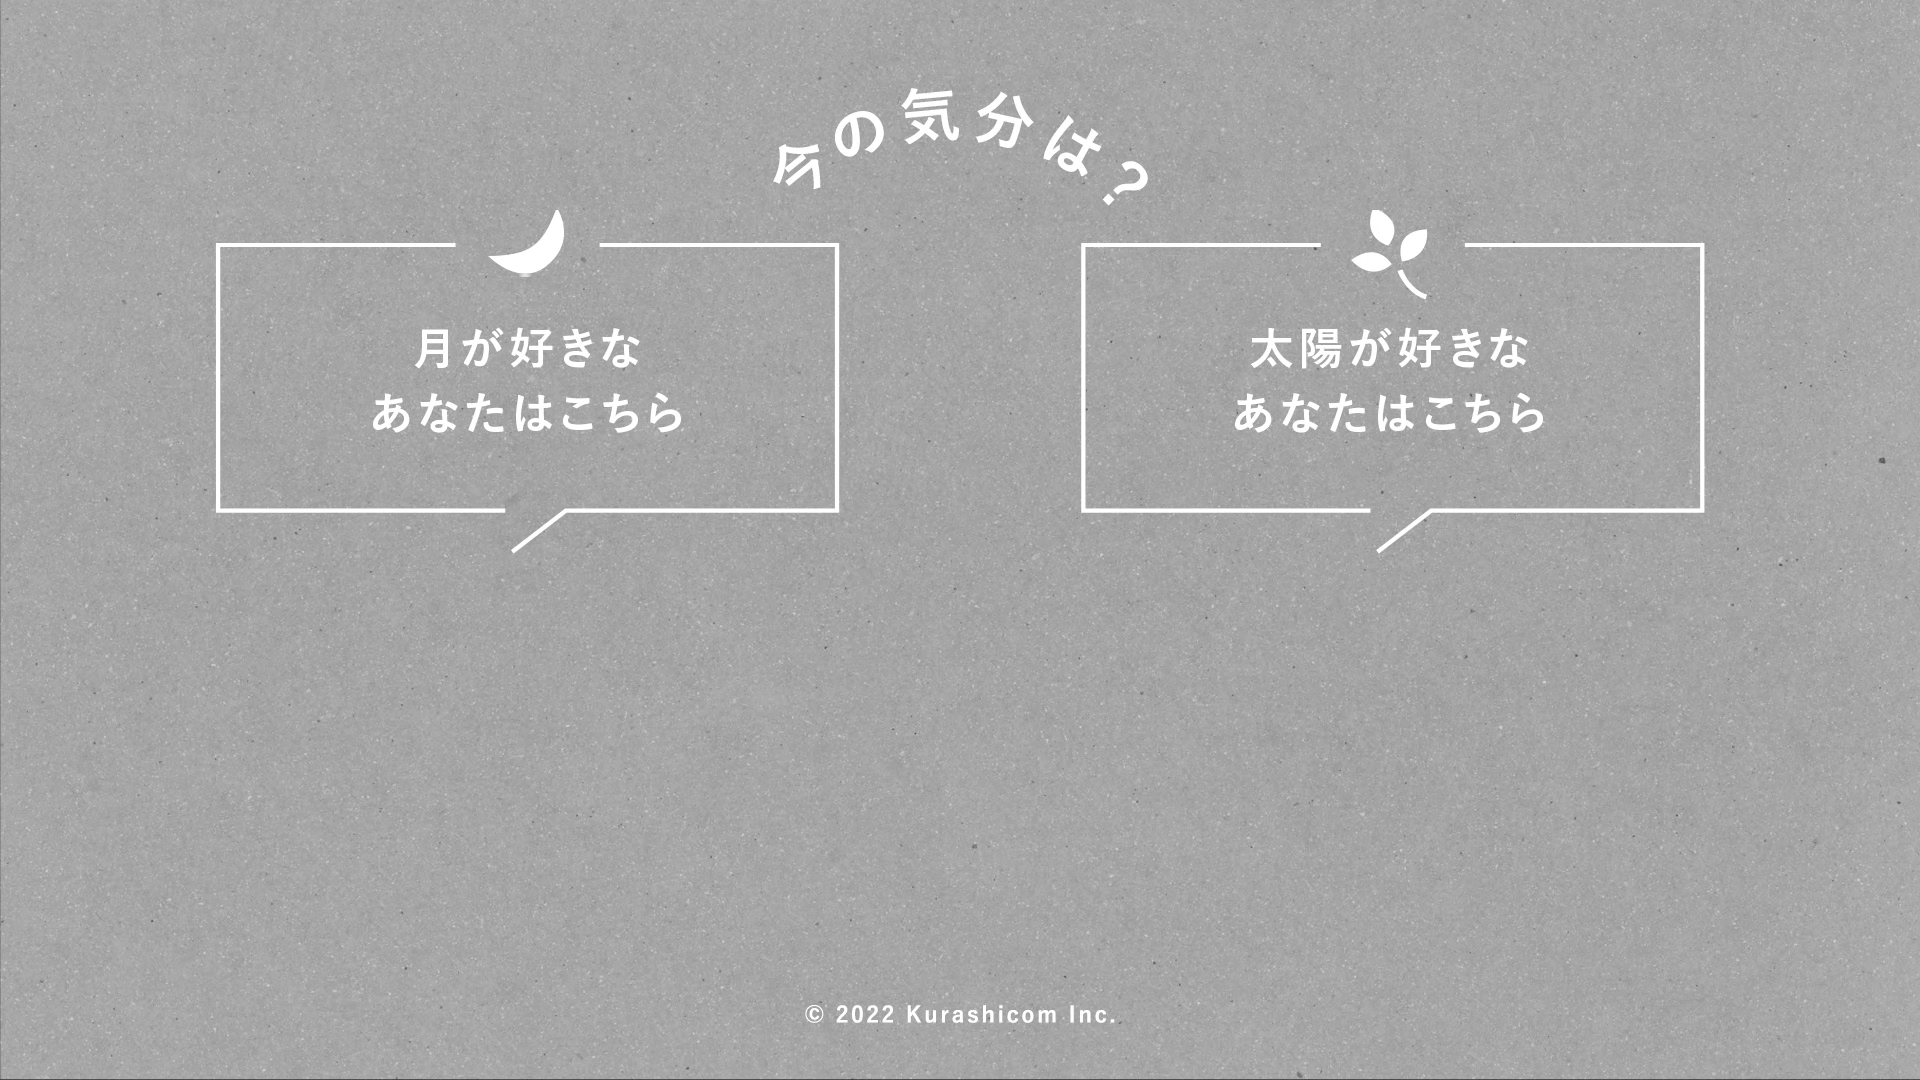 今の気分は?
月が好きな
あなたはこちら
太陽が好きな
あなたはこちら
© 2022 Kurashicom Inc.